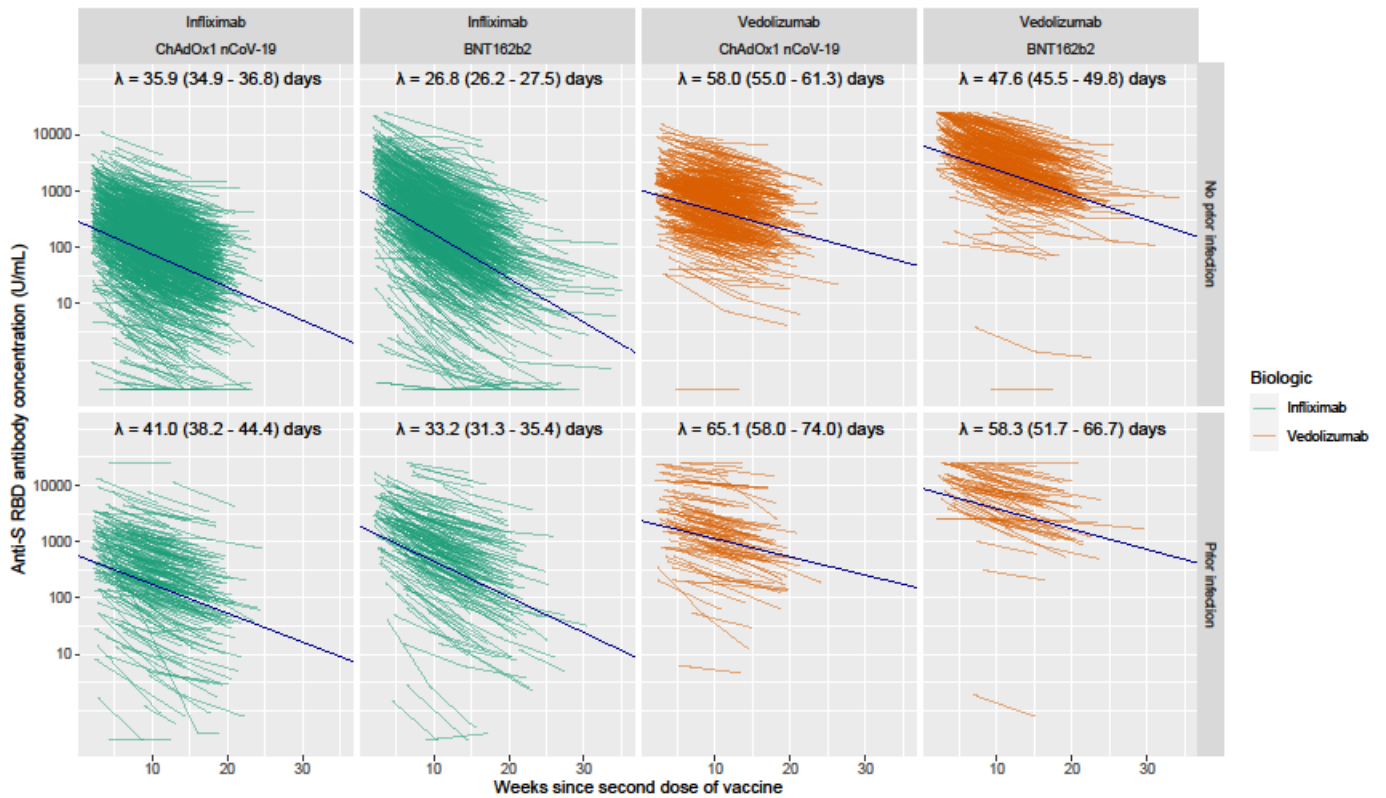 Infliximab
ChAdOx1 nCoV-19
Infliximab
BNT162b2
Vedolizumab
ChAdOx1 nCoV-19
Vedolizumab
BNT162b2
λ = 35.9 (34.9 - 36.8) days
λ = 26.8 (26.2 - 27.5) days
λ = 58.0 (55.0 - 61.3) days
λ = 47.6 (45.5 - 49.8) days
10000
1000
100
10
No prior infection
λ = 41.0 (38.2 - 44.4) days
λ = 33.2 (31.3 - 35.4) days
λ = 65.1 (58.0 - 74.0) days
λ = 58.3 (51.7 - 66.7) days
10000
1000
100
10
Prior infection
Anti-S RBD antibody concentration (U/mL)
10 20 30
10 20 30
10 20 30
10 20 30
Weeks since second dose of vaccine
Biologic
Infliximab
Vedolizumab